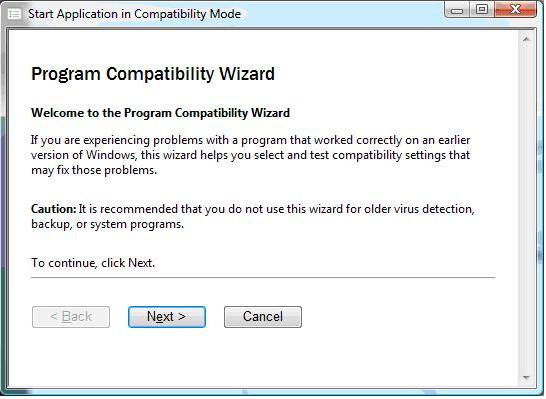 Start Application in Compatibility Mode
Program Compatibility Wizard
Welcome to the Program Compatibility Wizard
If you are experiencing problems with a program that worked correctly on an earlier
version of Windows, this wizard helps you select and test compatibility settings that
may fix those problems.
Caution: It is recommended that you do not use this wizard for older virus detection,
backup, or system programs.
To continue, click Next.
< Back
Next >
Cancel